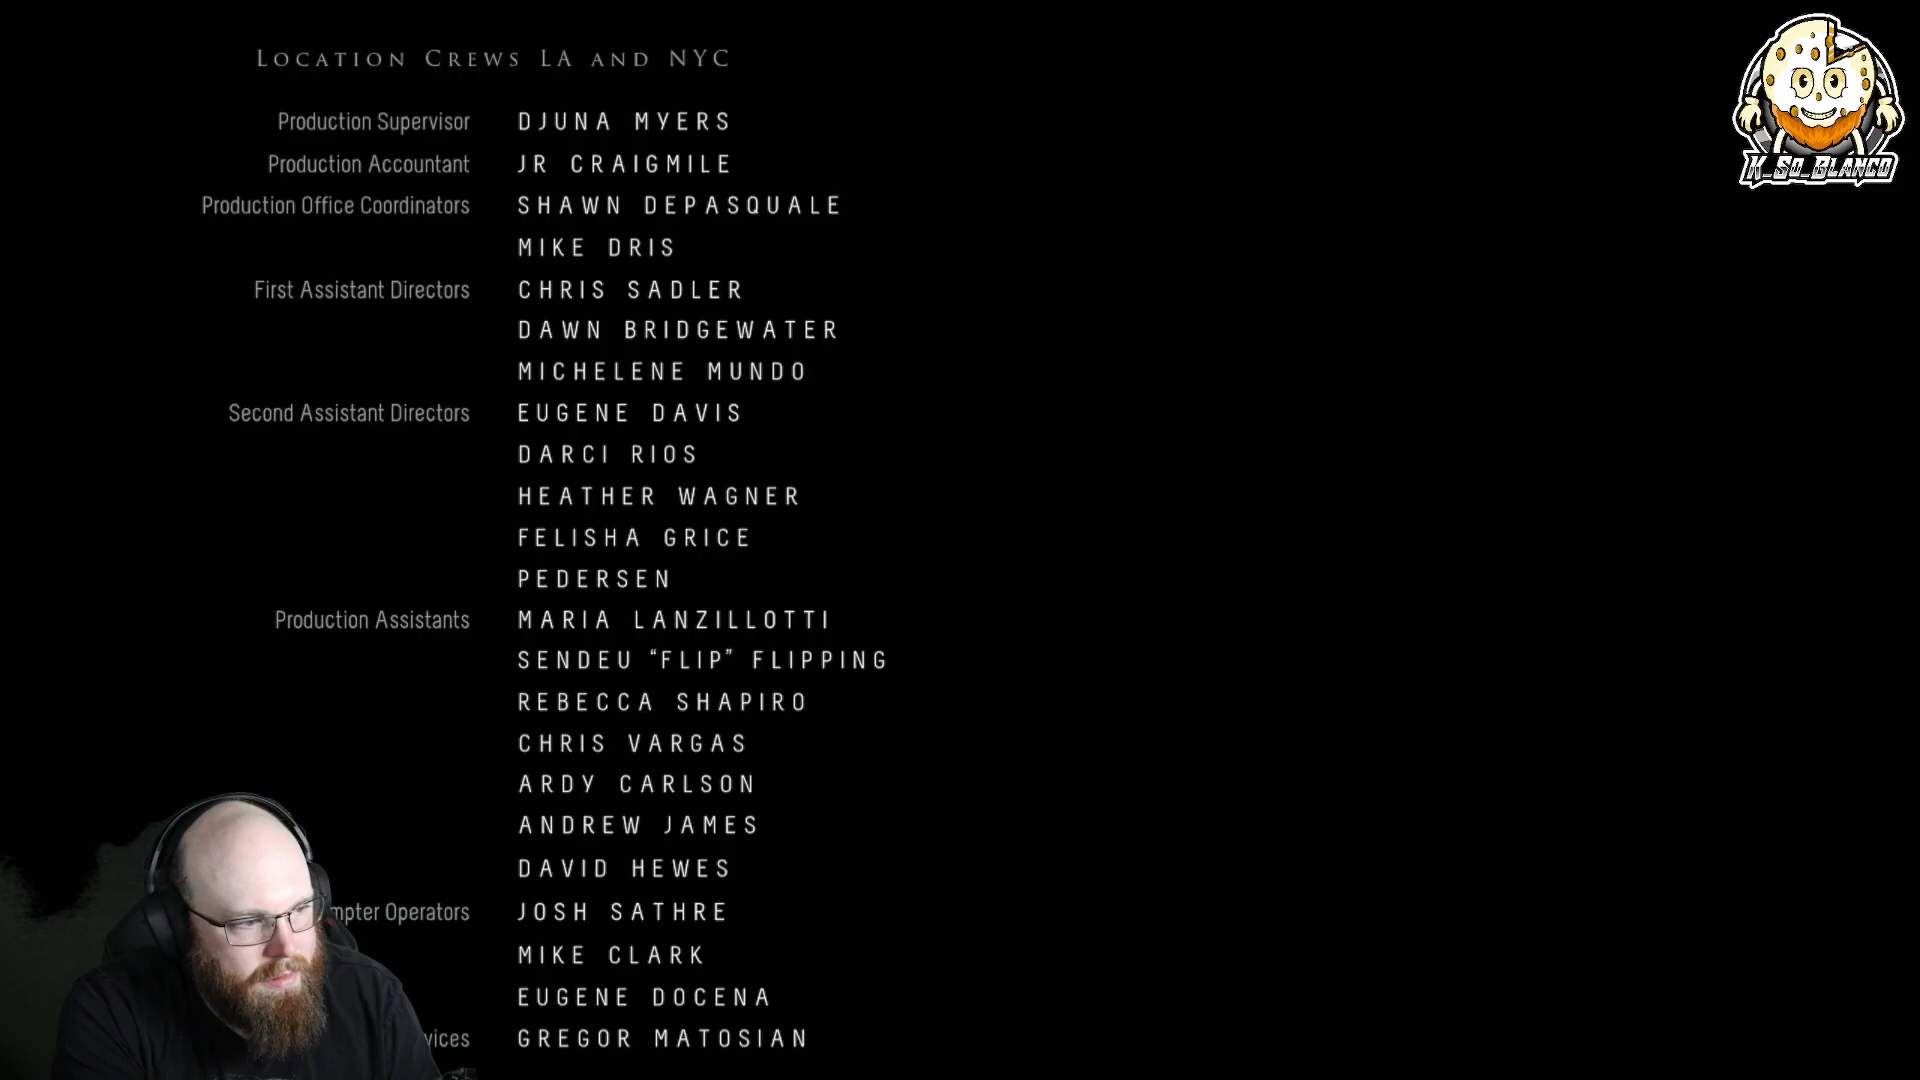 LOCATION CREWS LA AND NYC
Production Supervisor DJUNA MYERS
Production Accountant JR CRAIGMILE
Production Office Coordinators SHAWN DEPASQUALE
MIKE DRIS
First Assistant Directors CHRIS SADLER
DAWN BRIDGEWATER
MICHELENE MUNDO
Second Assistant Directors EUGENE DAVIS
DARCI RIOS
HEATHER WAGNER
FELISHA GRICE
PEDERSEN
Production Assistants MARIA LANZILLOTTI
SENDEU “FLIP” FLIPPING
REBECCA SHAPIRO
CHRIS VARGAS
ARDY CARLSON
ANDREW JAMES
DAVID HEWES
mpter Operators JOSH SATHRE
MIKE CLARK
EUGENE DOCENA
vices GREGOR MATOSIAN
K_SO_BLANCO